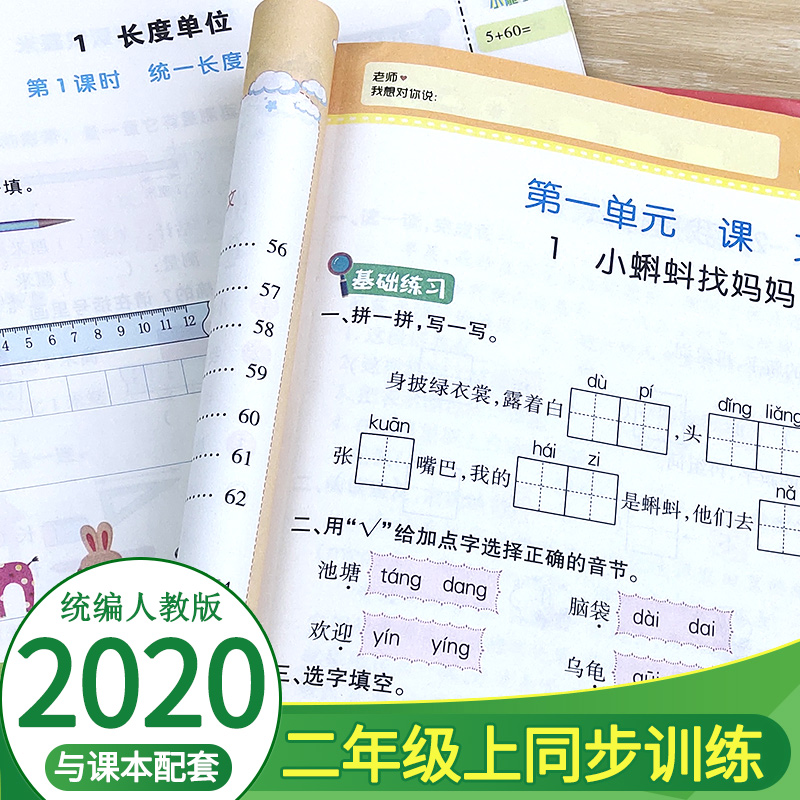 1 长度单位
第1课时 统一长度
5+60=
填。
4 5 6 7 8 9 10 11 12
文
56
57
58
59
60
61
62
老师♥
我想对你说:
第一单元 课
1 小蝌蚪找妈妈
基础练习
一、拼一拼,写一写。
dù pí dǐng liǎng
身披绿衣裳,露着白 ,头
kuān hái zi nǎ
张 嘴巴,我的 是蝌蚪,他们去
二、用“√”给加点字选择正确的音节。
池塘 táng dang 脑袋 dài dai
欢迎 yín yíng 乌龟 guī
三、选字填空。
统编人教版
2020
与课本配套
二年级上同步训练